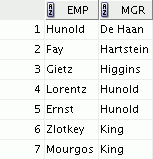 EMP MGR
1 Hunold De Haan
2 Fay Hartstein
3 Gietz Higgins
4 Lorentz Hunold
5 Ernst Hunold
6 Zlotkey King
7 Mourgos King